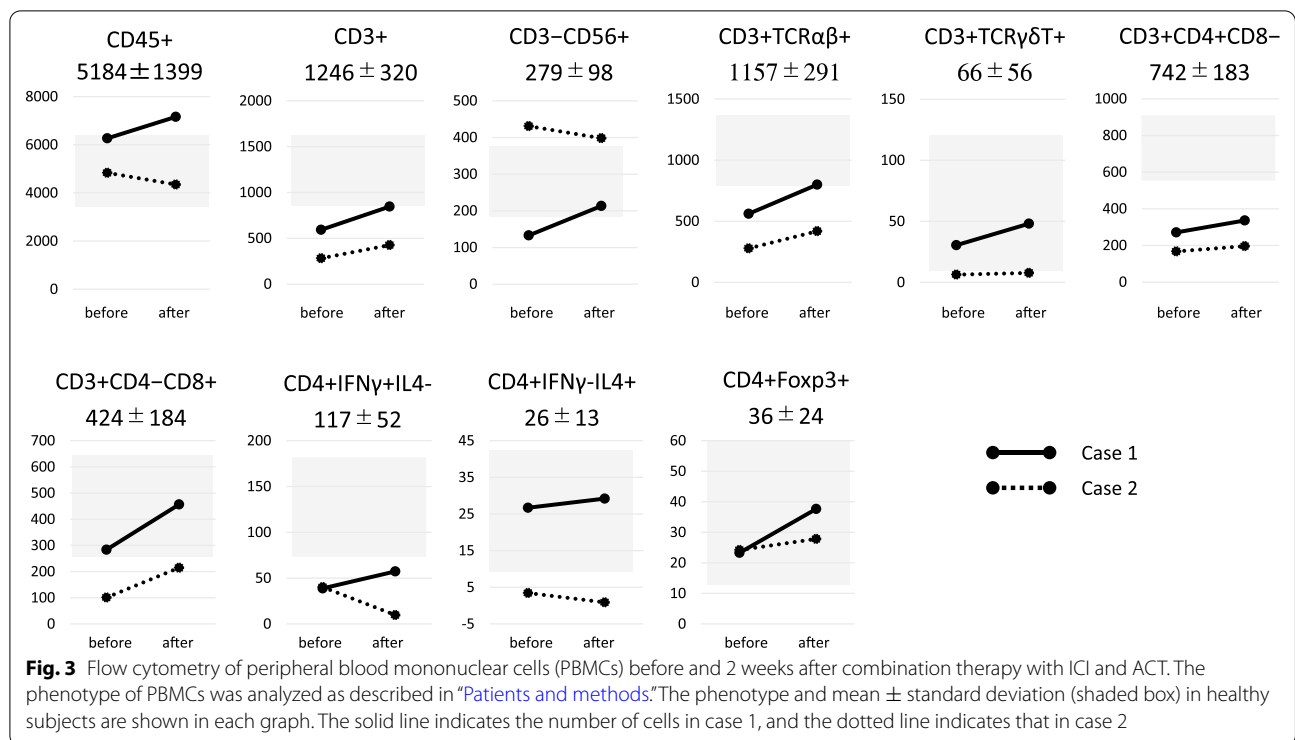 CD45+
5184±1399
8000
6000
4000
2000
0
before after
CD3+
1246 ± 320
2000
1500
1000
500
0
before after
CD3−CD56+
279 ± 98
500
400
300
200
100
0
before after
CD3+TCRαβ+
1157 ± 291
1500
1000
500
0
before after
CD3+TCRγδT+
66 ± 56
150
100
50
0
before after
CD3+CD4+CD8−
742 ± 183
1000
800
600
400
200
0
before after
CD3+CD4−CD8+
424 ± 184
700
600
500
400
300
200
100
0
before after
CD4+IFNγ+IL4-
117 ± 52
200
150
100
50
0
before after
CD4+IFNγ-IL4+
26 ± 13
45
35
25
15
5
-5
before after
CD4+Foxp3+
36 ± 24
60
50
40
30
20
10
0
before after
Case 1
Case 2
Fig. 3 Flow cytometry of peripheral blood mononuclear cells (PBMCs) before and 2 weeks after combination therapy with ICI and ACT. The
phenotype of PBMCs was analyzed as described in “Patients and methods.” The phenotype and mean ± standard deviation (shaded box) in healthy
subjects are shown in each graph. The solid line indicates the number of cells in case 1, and the dotted line indicates that in case 2